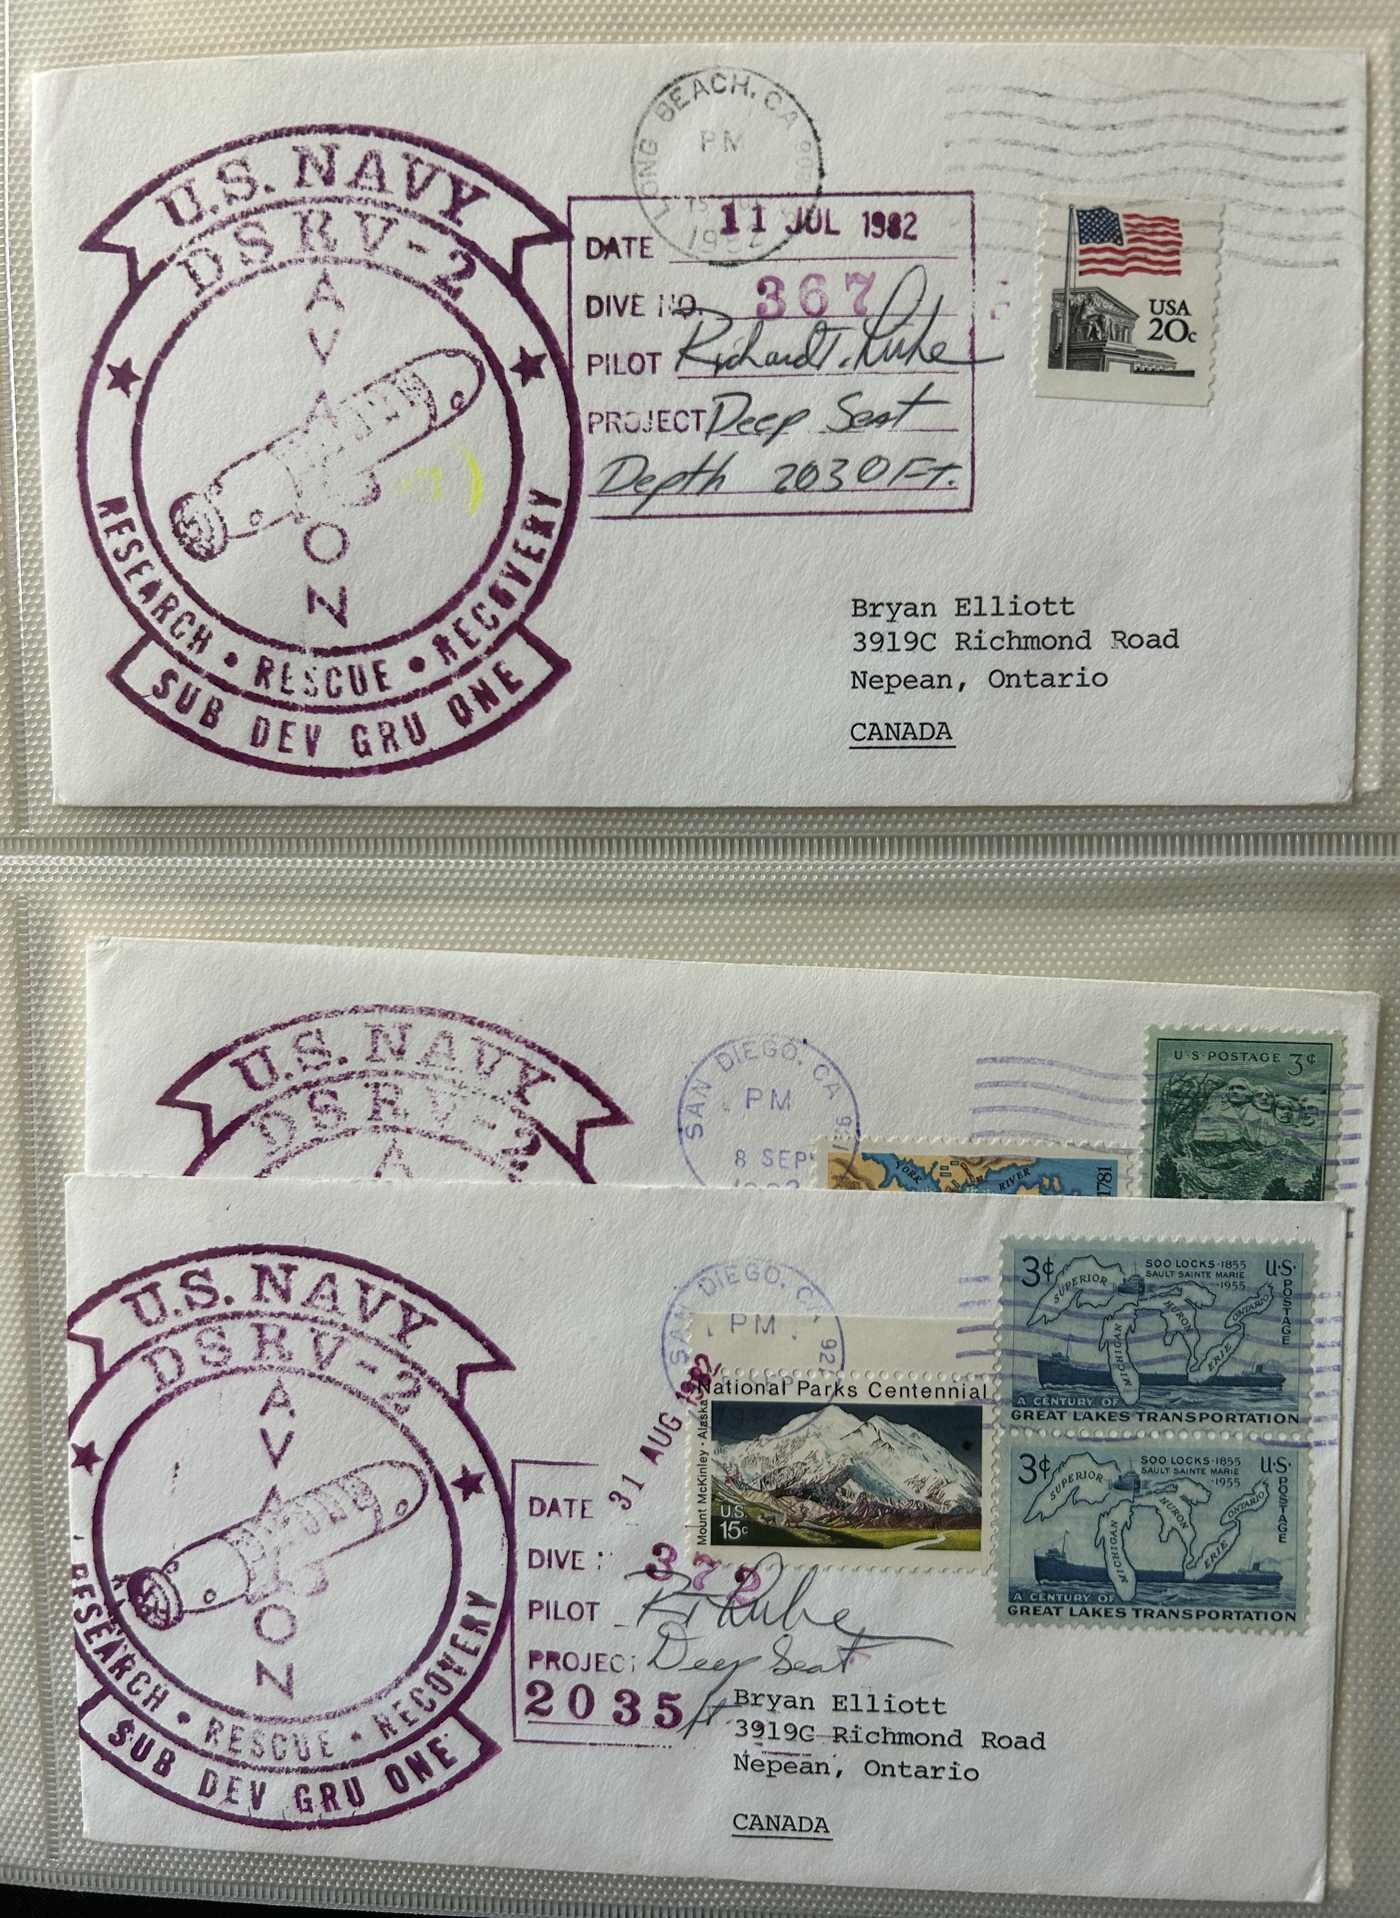 U.S. NAVY
DSRV-2
AVALON
RESEARCH • RESCUE • RECOVERY
SUB DEV GRU ONE
LONG BEACH, CA
PM
1982
DATE 11 JUL 1982
DIVE NO. 367
PILOT Richard T.
PROJECT Deep Seat
Depth 2030 FT.
USA
20c
Bryan Elliott
3919C Richmond Road
Nepean, Ontario
CANADA
U.S. NAVY
DSRV-2
A
SAN DIEGO, CA
PM
8 SEP
YORK RIVER
1781
U.S. POSTAGE 3¢
U.S. NAVY
DSRV-2
AVALON
RESEARCH • RESCUE • RECOVERY
SUB DEV GRU ONE
SAN DIEGO, CA 92
PM
DATE 31 AUG 1982
DIVE : 372
PILOT
PROJEC Deep Seat
2035 ft
National Parks Centennial
Mount McKinley · Alaska
U.S.
15c
3¢ SOO LOCKS·1855
SAULT SAINTE MARIE
·1955
U.S. POSTAGE
SUPERIOR
MICHIGAN
HURON
ERIE
ONTARIO
A CENTURY OF
GREAT LAKES TRANSPORTATION
3¢ SOO LOCKS·1855
SAULT SAINTE MARIE
·1955
U.S. POSTAGE
SUPERIOR
MICHIGAN
HURON
ERIE
ONTARIO
A CENTURY OF
GREAT LAKES TRANSPORTATION
Bryan Elliott
3919C Richmond Road
Nepean, Ontario
CANADA